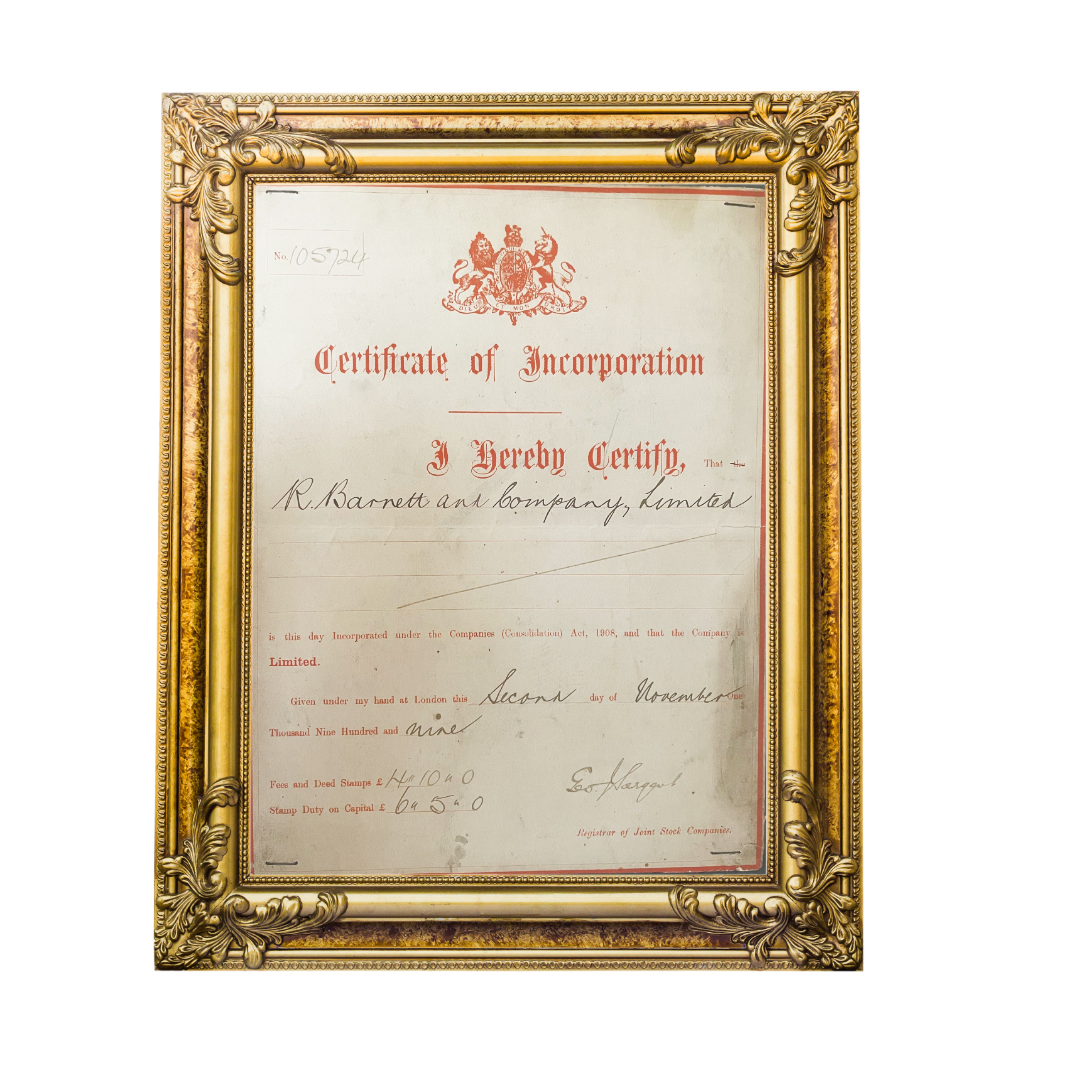 No. 105724
DIEU ET MON DROIT
Certificate of Incorporation
I Hereby Certify, That the
R. Barnett and Company, Limited
is this day Incorporated under the Companies (Consolidation) Act, 1908, and that the Company is
Limited.
Given under my hand at London this Second day of November One
Thousand Nine Hundred and nine
Fees and Deed Stamps £ 4 " 10 " 0
Stamp Duty on Capital £ 6 " 5 " 0
Registrar of Joint Stock Companies.